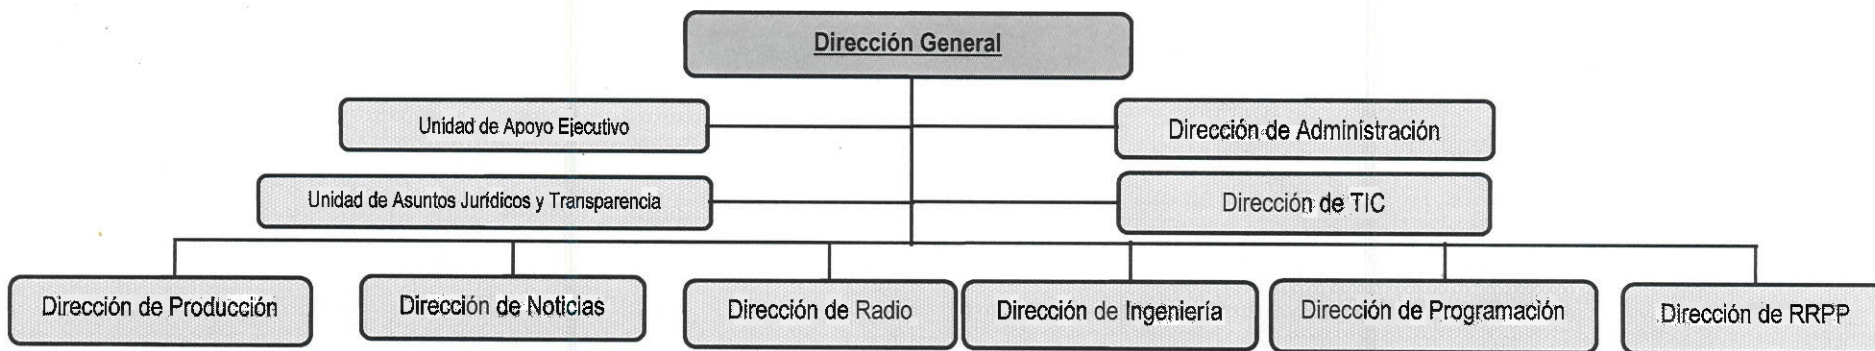 Dirección General
Unidad de Apoyo Ejecutivo
Dirección de Administración
Unidad de Asuntos Jurídicos y Transparencia
Dirección de TIC
Dirección de Producción
Dirección de Noticias
Dirección de Radio
Dirección de Ingeniería
Dirección de Programación
Dirección de RRPP